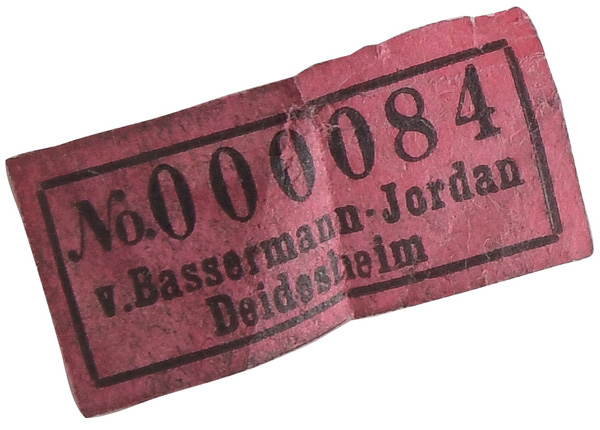 No. 000084
v. Bassermann-Jordan
Deidesheim